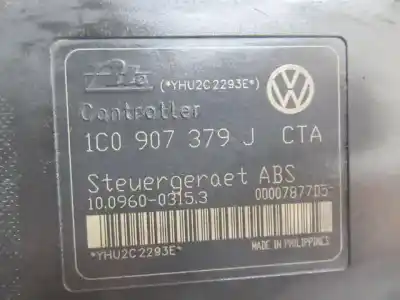 Ate (*YHU2C2293E*)
Controller
1C0 907 379 J CTA
Steuergeraet ABS
10.0960-0315.3 0000787705
*YHU2C2293E*
MADE IN PHILIPPINES